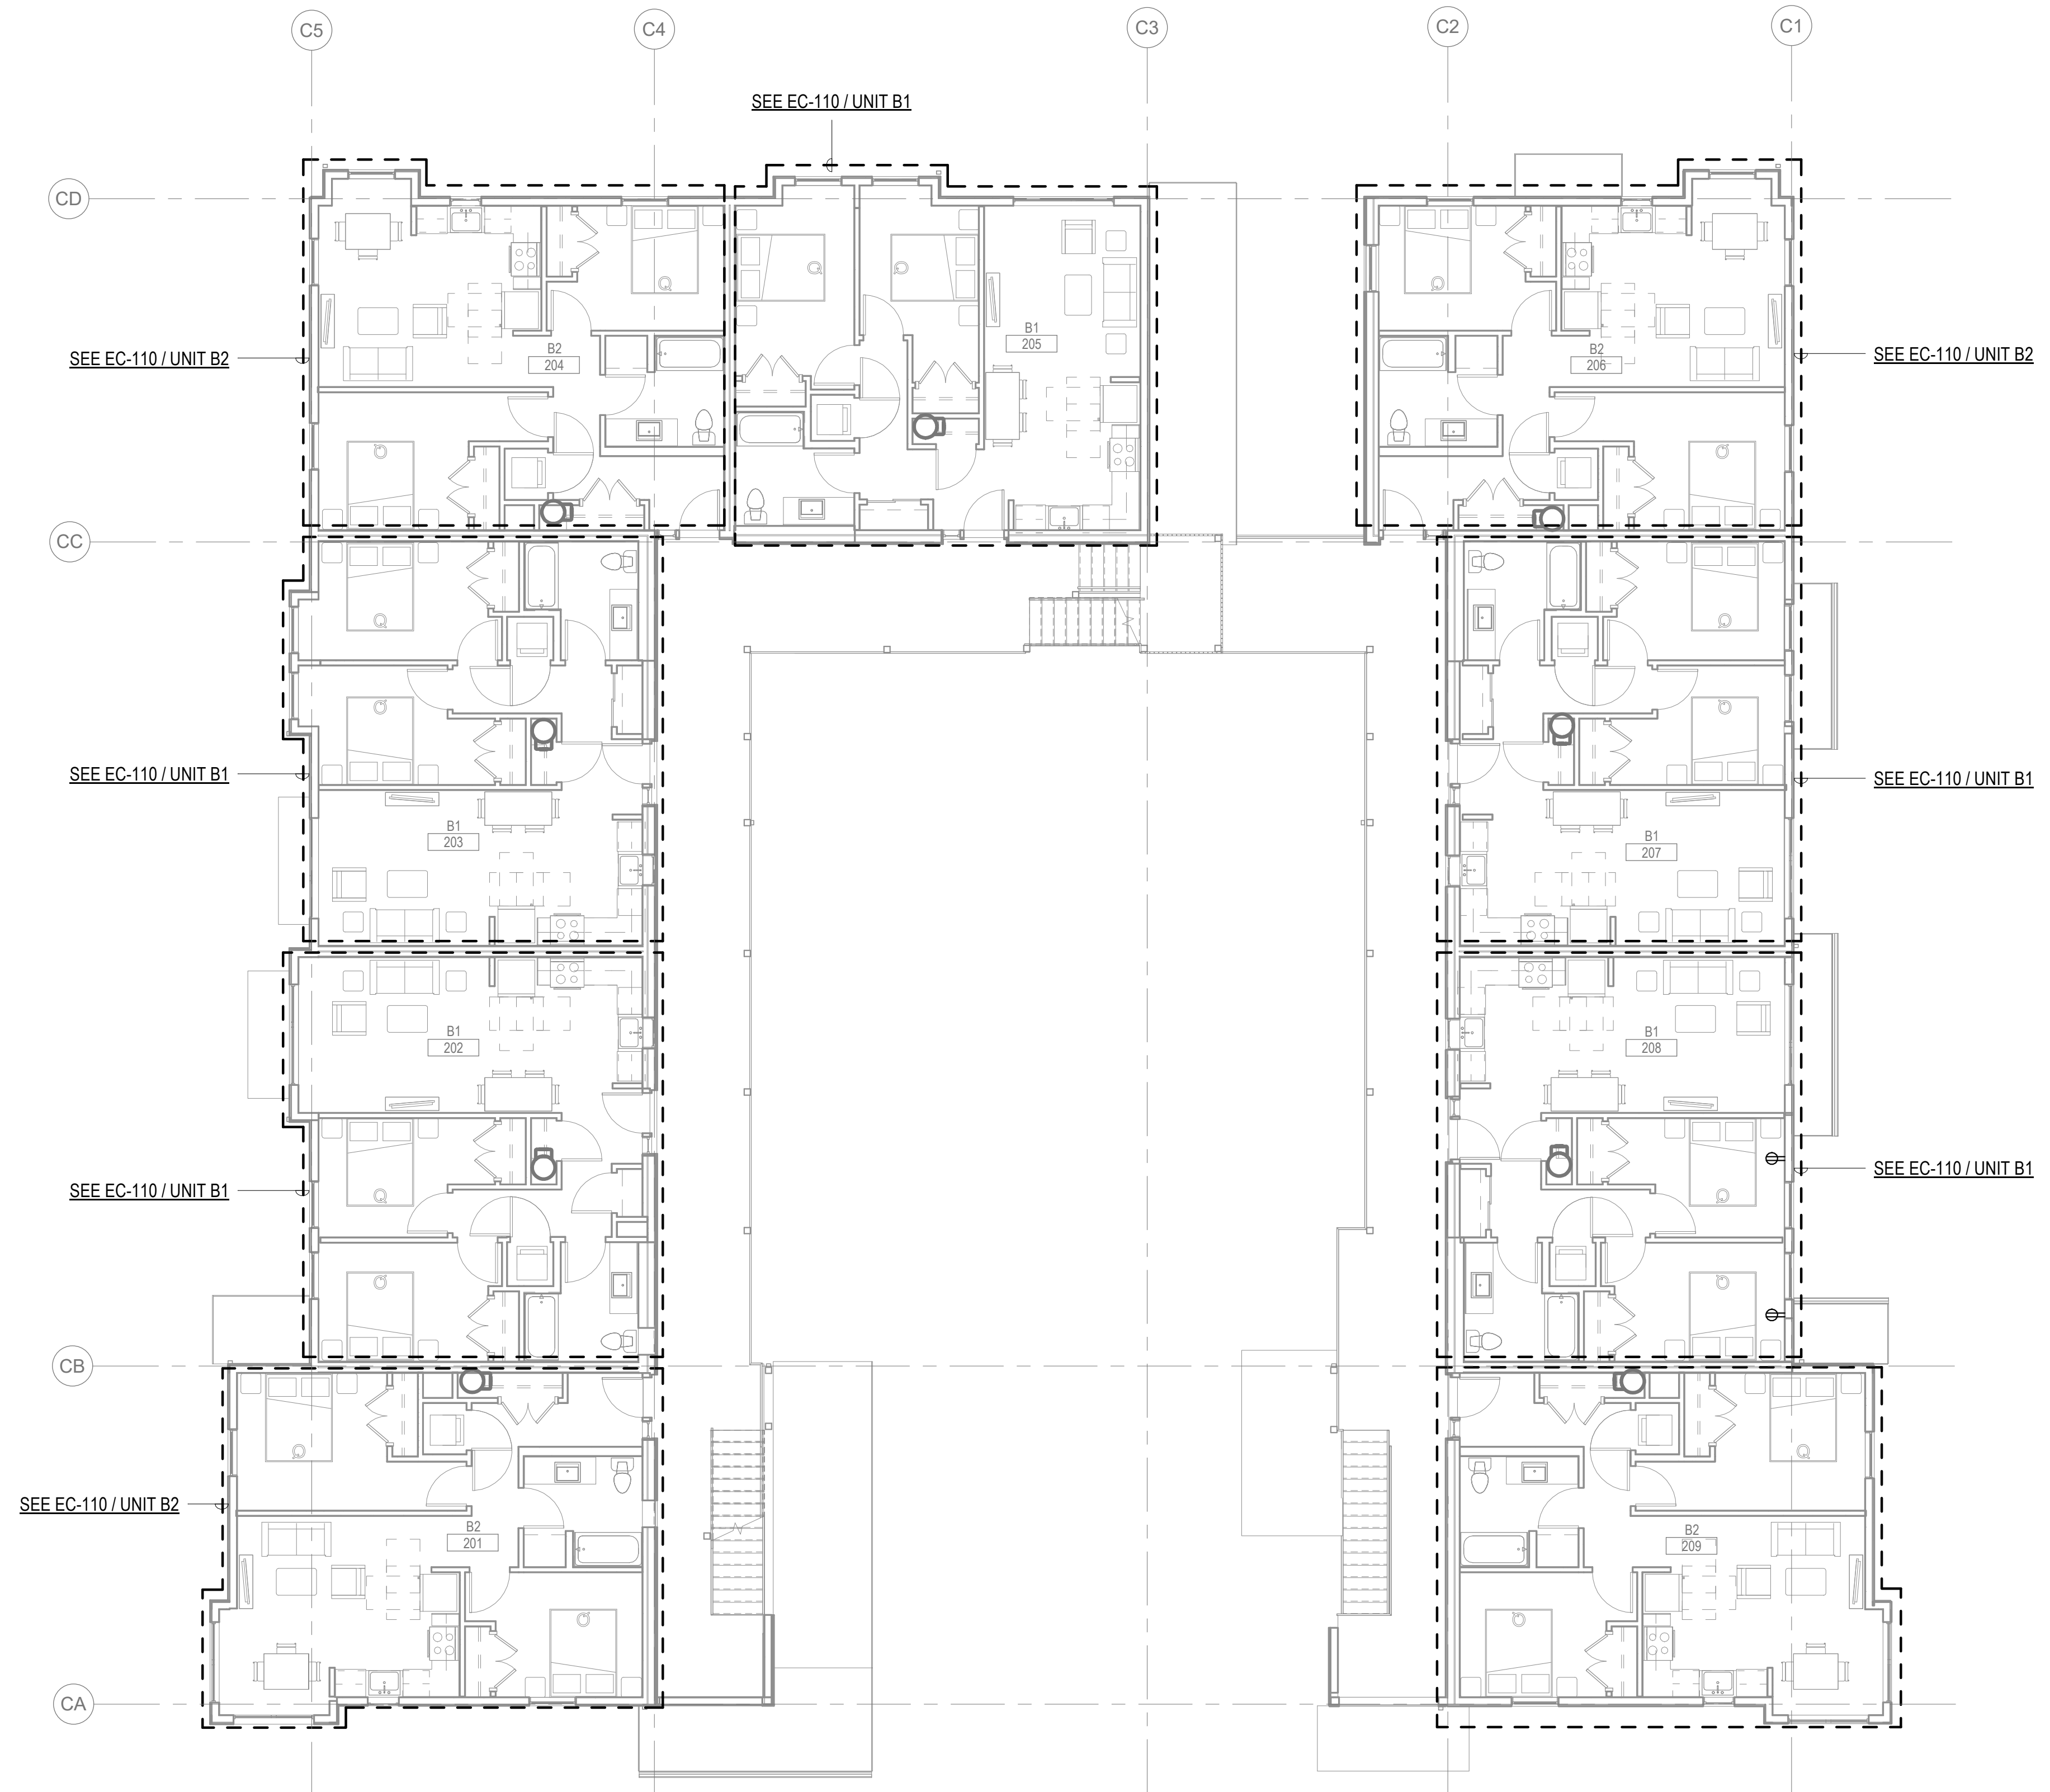 C5
C4
C3
C2
C1
SEE EC-110 / UNIT B1
CD
SEE EC-110 / UNIT B2
B2
204
B1
205
B2
206
SEE EC-110 / UNIT B2
CC
SEE EC-110 / UNIT B1
B1
203
B1
207
SEE EC-110 / UNIT B1
B1
202
B1
208
SEE EC-110 / UNIT B1
SEE EC-110 / UNIT B1
CB
SEE EC-110 / UNIT B2
B2
201
B2
209
CA